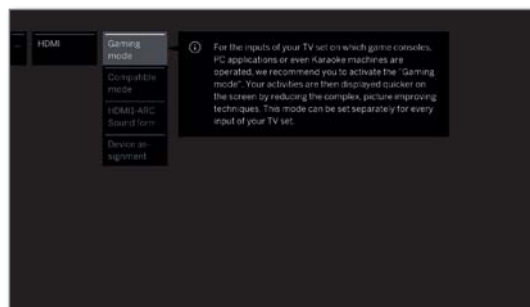 ... HDMI Gaming
mode
Compatible
mode
HDMI1-ARC
Sound form
Device as-
signment
For the inputs of your TV set on which game consoles,
PC applications or even Karaoke machines are
operated, we recommend you to activate the "Gaming
mode". Your activities are then displayed quicker on
the screen by reducing the complex, picture improving
techniques. This mode can be set separately for every
input of your TV set.